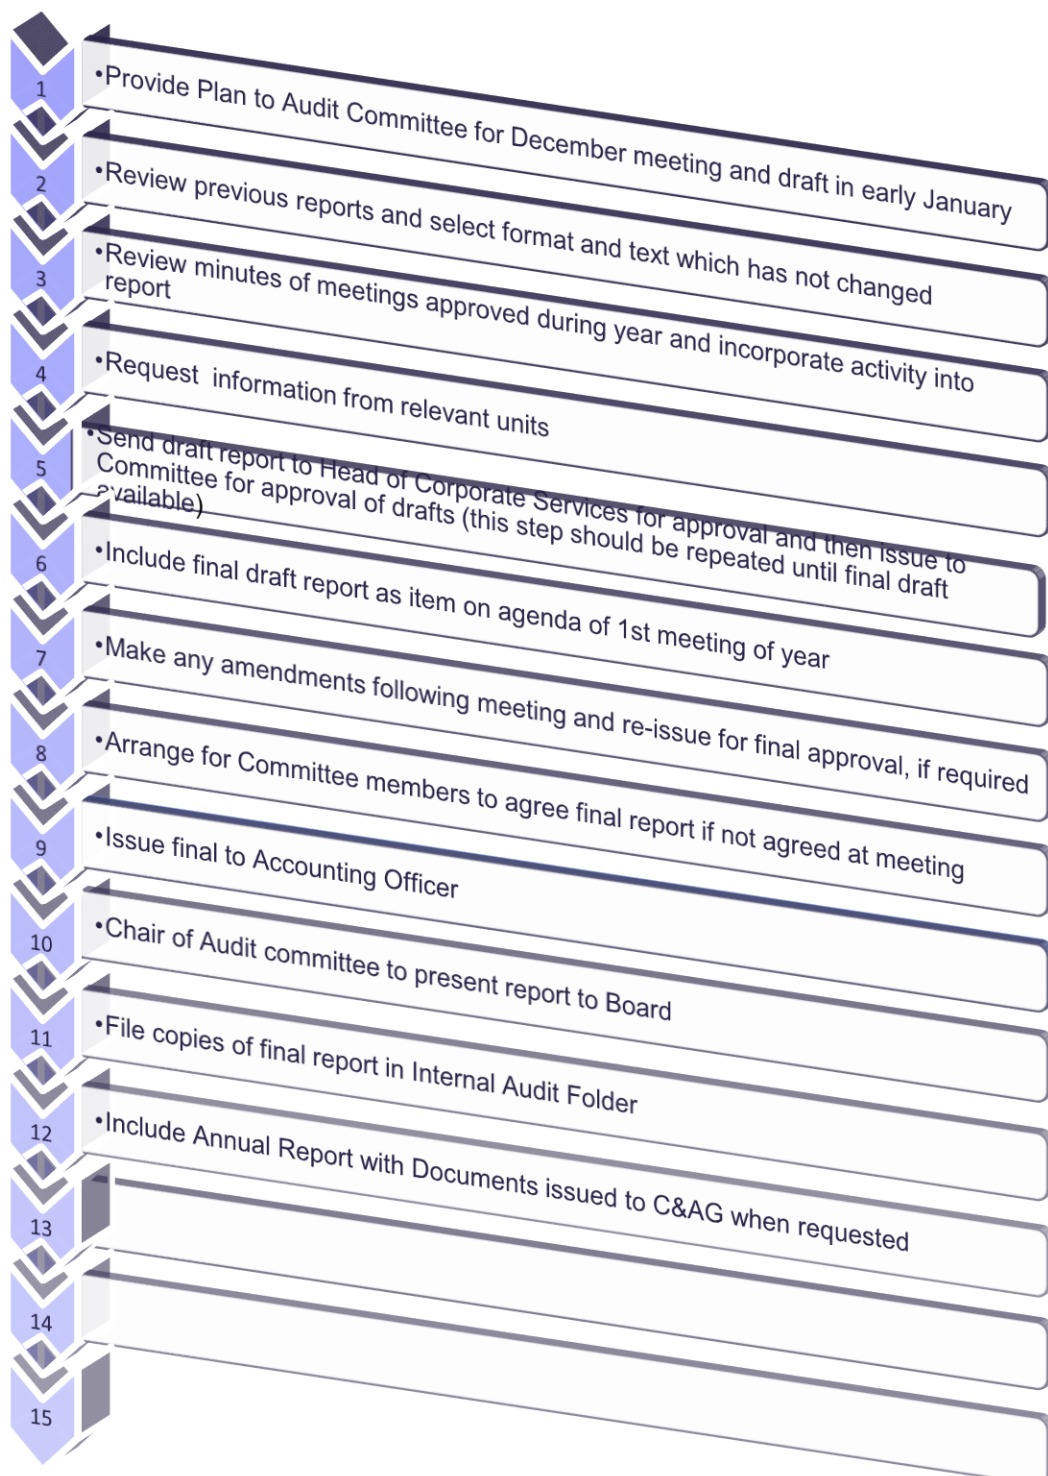 1
•Provide Plan to Audit Committee for December meeting and draft in early January
2
•Review previous reports and select format and text which has not changed
3
•Review minutes of meetings approved during year and incorporate activity into
report
4
•Request  information from relevant units
5
•Send draft report to Head of Corporate Services for approval and then issue to
Committee for approval of drafts (this step should be repeated until final draft
available)
6
•Include final draft report as item on agenda of 1st meeting of year
7
•Make any amendments following meeting and re-issue for final approval, if required
8
•Arrange for Committee members to agree final report if not agreed at meeting
9
•Issue final to Accounting Officer
10
•Chair of Audit committee to present report to Board
11
•File copies of final report in Internal Audit Folder
12
•Include Annual Report with Documents issued to C&AG when requested
13
14
15